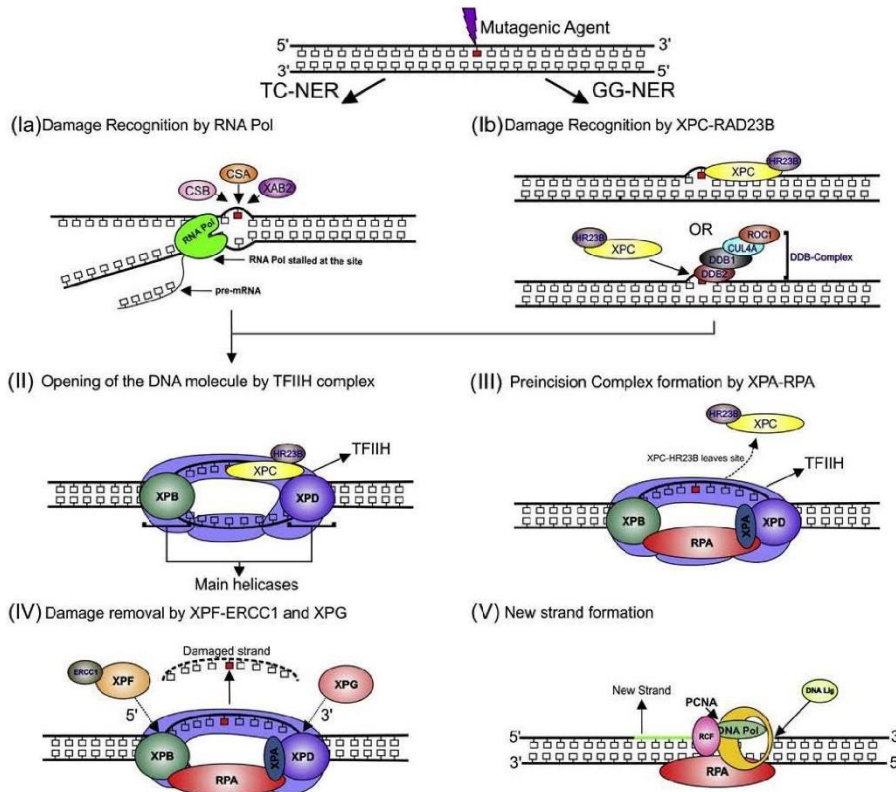 Mutagenic Agent
5' 3'
3' 5'
TC-NER GG-NER
(Ia) Damage Recognition by RNA Pol
CSB
CSA
XAB2
RNA Pol
RNA Pol stalled at the site
pre-mRNA
(Ib) Damage Recognition by XPC-RAD23B
HR23B
XPC
OR
HR23B
XPC
ROC1
CUL4A
DDB1
DDB2
DDB-Complex
(II) Opening of the DNA molecule by TFIIH complex
HR23B
XPC
TFIIH
XPB
XPD
Main helicases
(III) Preincision Complex formation by XPA-RPA
HR23B
XPC
XPC-HR23B leaves site
TFIIH
XPB
XPA
XPD
RPA
(IV) Damage removal by XPF-ERCC1 and XPG
Damaged strand
ERCC1
XPF
XPG
5' 3'
XPB
XPA
XPD
RPA
(V) New strand formation
New Strand
PCNA
DNA Lig
RCF
DNA Pol
5' 3'
3' 5'
RPA